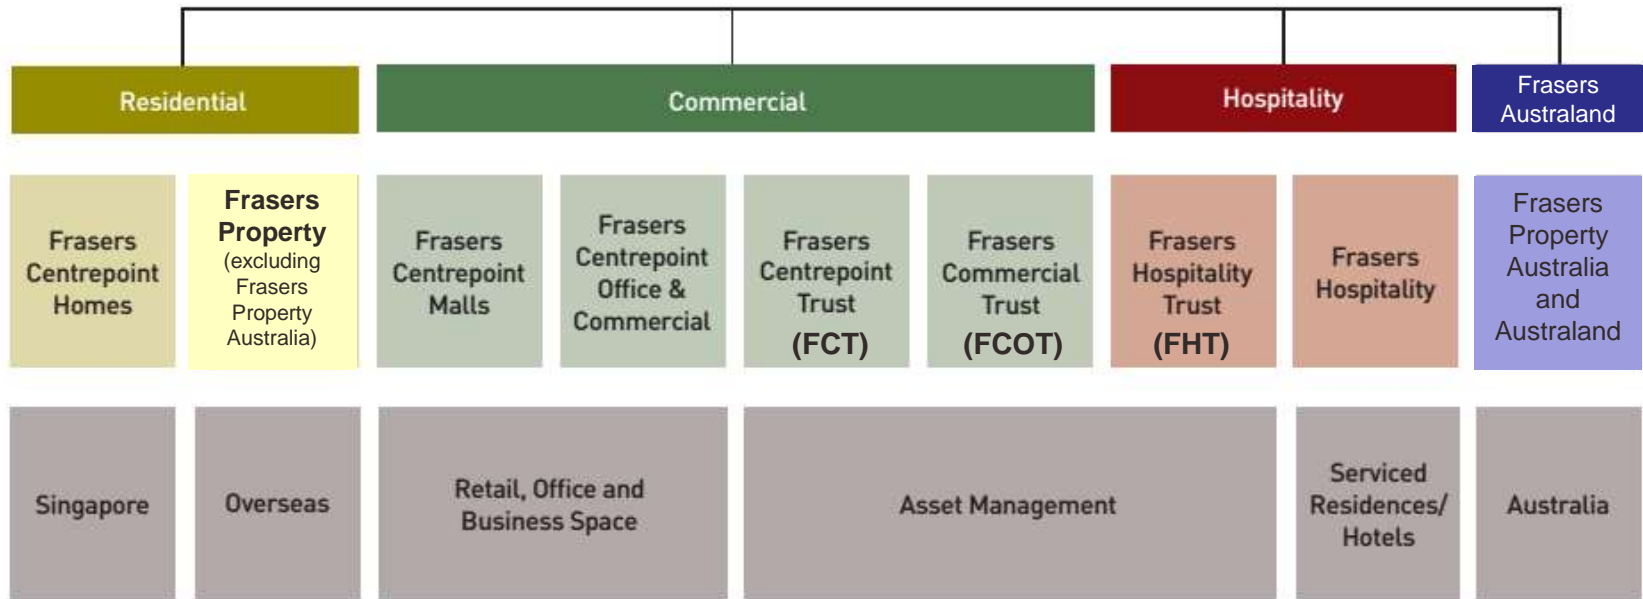 Residential
Commercial
Hospitality
Frasers
Australand
Frasers
Centrepoint
Homes
Frasers
Property
(excluding
Frasers
Property
Australia)
Frasers
Centrepoint
Malls
Frasers
Centrepoint
Office &
Commercial
Frasers
Centrepoint
Trust
(FCT)
Frasers
Commercial
Trust
(FCOT)
Frasers
Hospitality
Trust
(FHT)
Frasers
Hospitality
Frasers
Property
Australia
and
Australand
Singapore
Overseas
Retail, Office and
Business Space
Asset Management
Serviced
Residences/
Hotels
Australia